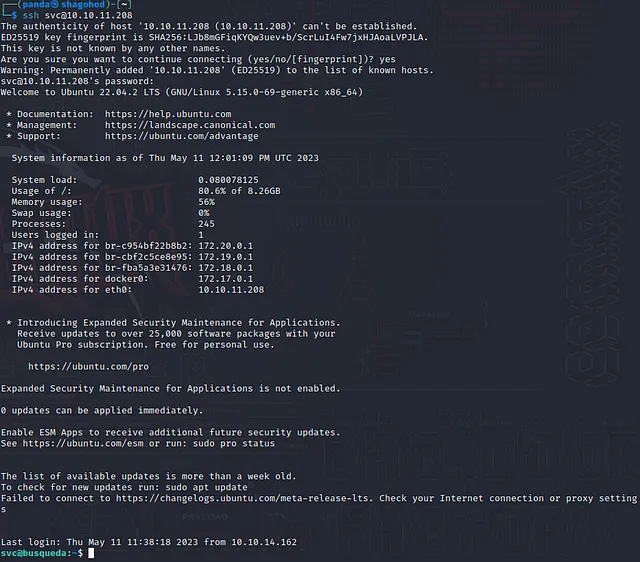 ┌──(panda㉿shagohod)-[~]
└─$ ssh svc@10.10.11.208
The authenticity of host '10.10.11.208 (10.10.11.208)' can't be established.
ED25519 key fingerprint is SHA256:LJb8mGFiqKYQw3uev+b/ScrLuI4Fw7jxHJAoaLVPJLA.
This key is not known by any other names.
Are you sure you want to continue connecting (yes/no/[fingerprint])? yes
Warning: Permanently added '10.10.11.208' (ED25519) to the list of known hosts.
svc@10.10.11.208's password:
Welcome to Ubuntu 22.04.2 LTS (GNU/Linux 5.15.0-69-generic x86_64)
* Documentation:  https://help.ubuntu.com
* Management:     https://landscape.canonical.com
* Support:        https://ubuntu.com/advantage
System information as of Thu May 11 12:01:09 PM UTC 2023
System load:                      0.080078125
Usage of /:                       80.6% of 8.26GB
Memory usage:                     56%
Swap usage:                       0%
Processes:                        245
Users logged in:                  1
IPv4 address for br-c954bf22b8b2: 172.20.0.1
IPv4 address for br-cbf2c5ce8e95: 172.19.0.1
IPv4 address for br-fba5a3e31476: 172.18.0.1
IPv4 address for docker0:         172.17.0.1
IPv4 address for eth0:            10.10.11.208
* Introducing Expanded Security Maintenance for Applications.
Receive updates to over 25,000 software packages with your
Ubuntu Pro subscription. Free for personal use.
https://ubuntu.com/pro
Expanded Security Maintenance for Applications is not enabled.
0 updates can be applied immediately.
Enable ESM Apps to receive additional future security updates.
See https://ubuntu.com/esm or run: sudo pro status
The list of available updates is more than a week old.
To check for new updates run: sudo apt update
Failed to connect to https://changelogs.ubuntu.com/meta-release-lts. Check your Internet connection or proxy setting
s
PAYLOAD
Last login: Thu May 11 11:38:18 2023 from 10.10.14.162
svc@busqueda:~$